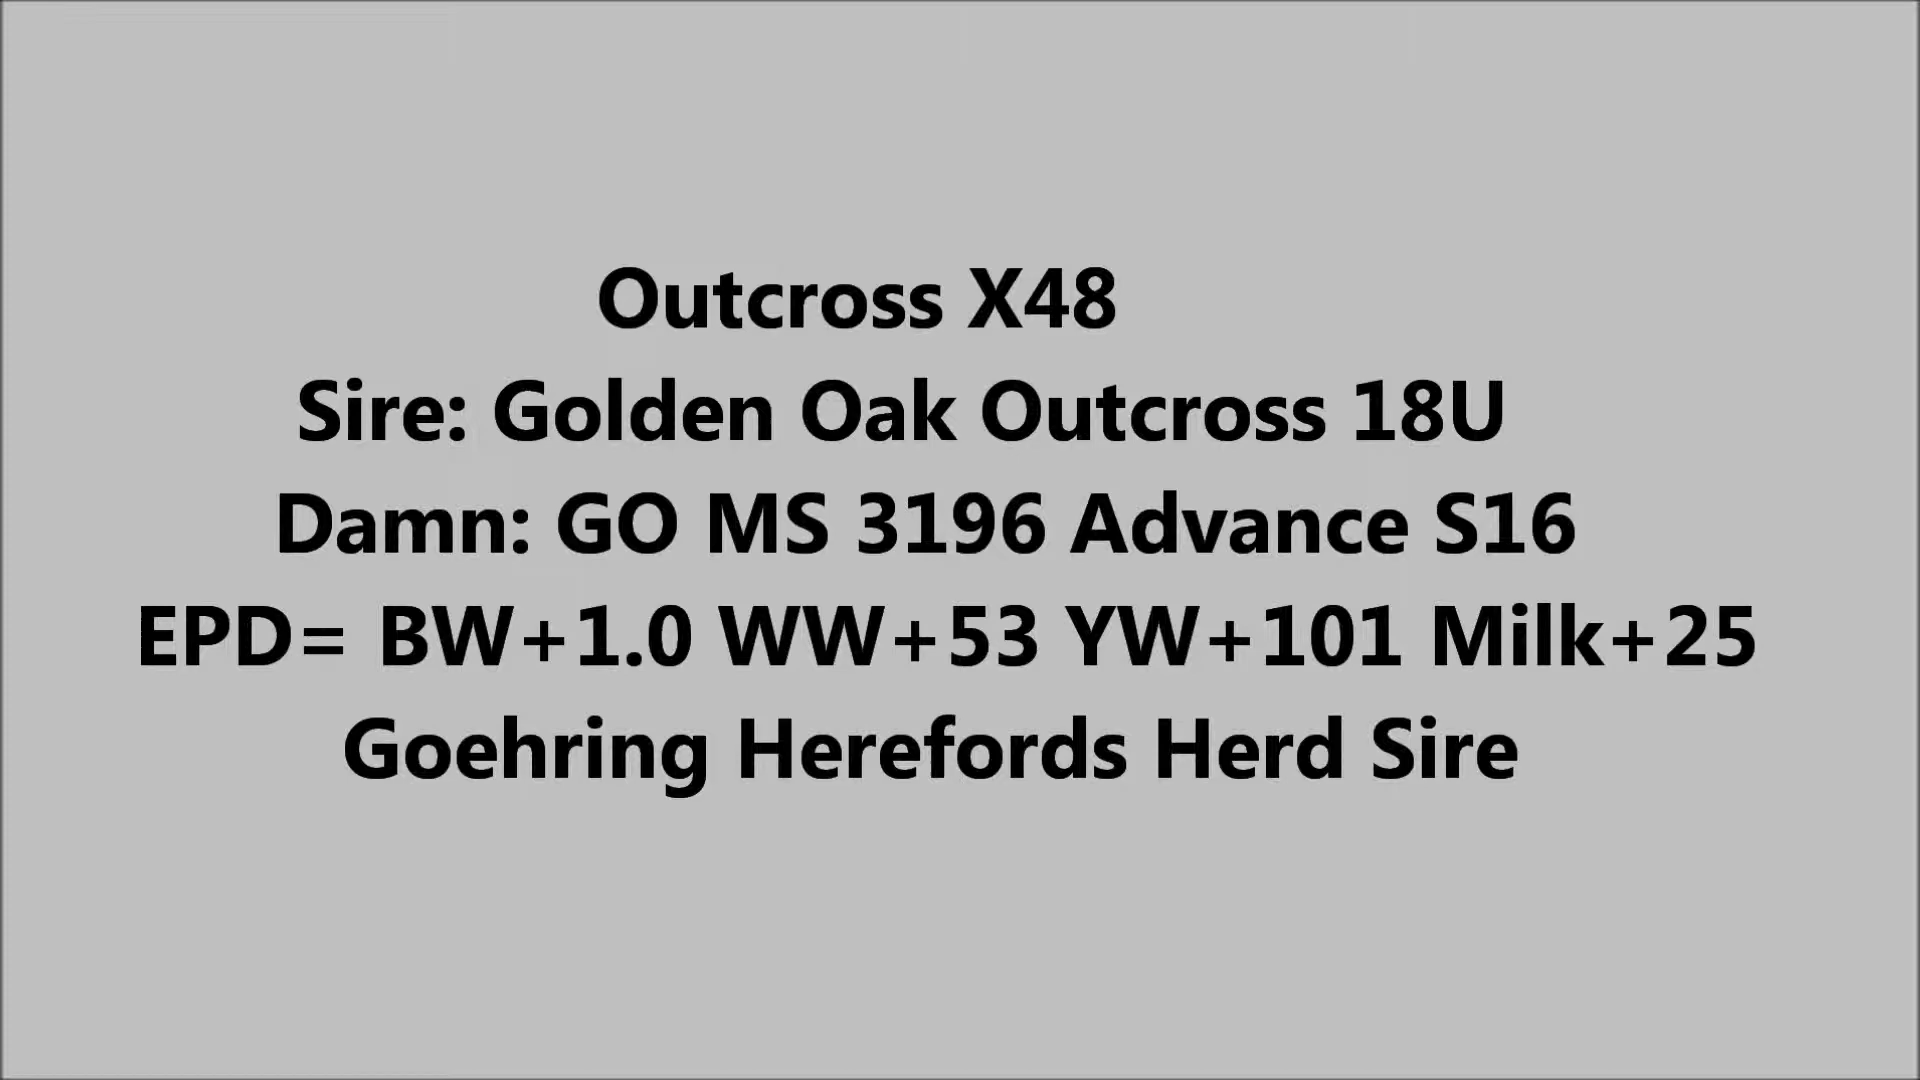 Outcross X48
Sire: Golden Oak Outcross 18U
Damn: GO MS 3196 Advance S16
EPD= BW+1.0 WW+53 YW+101 Milk+25
Goehring Herefords Herd Sire